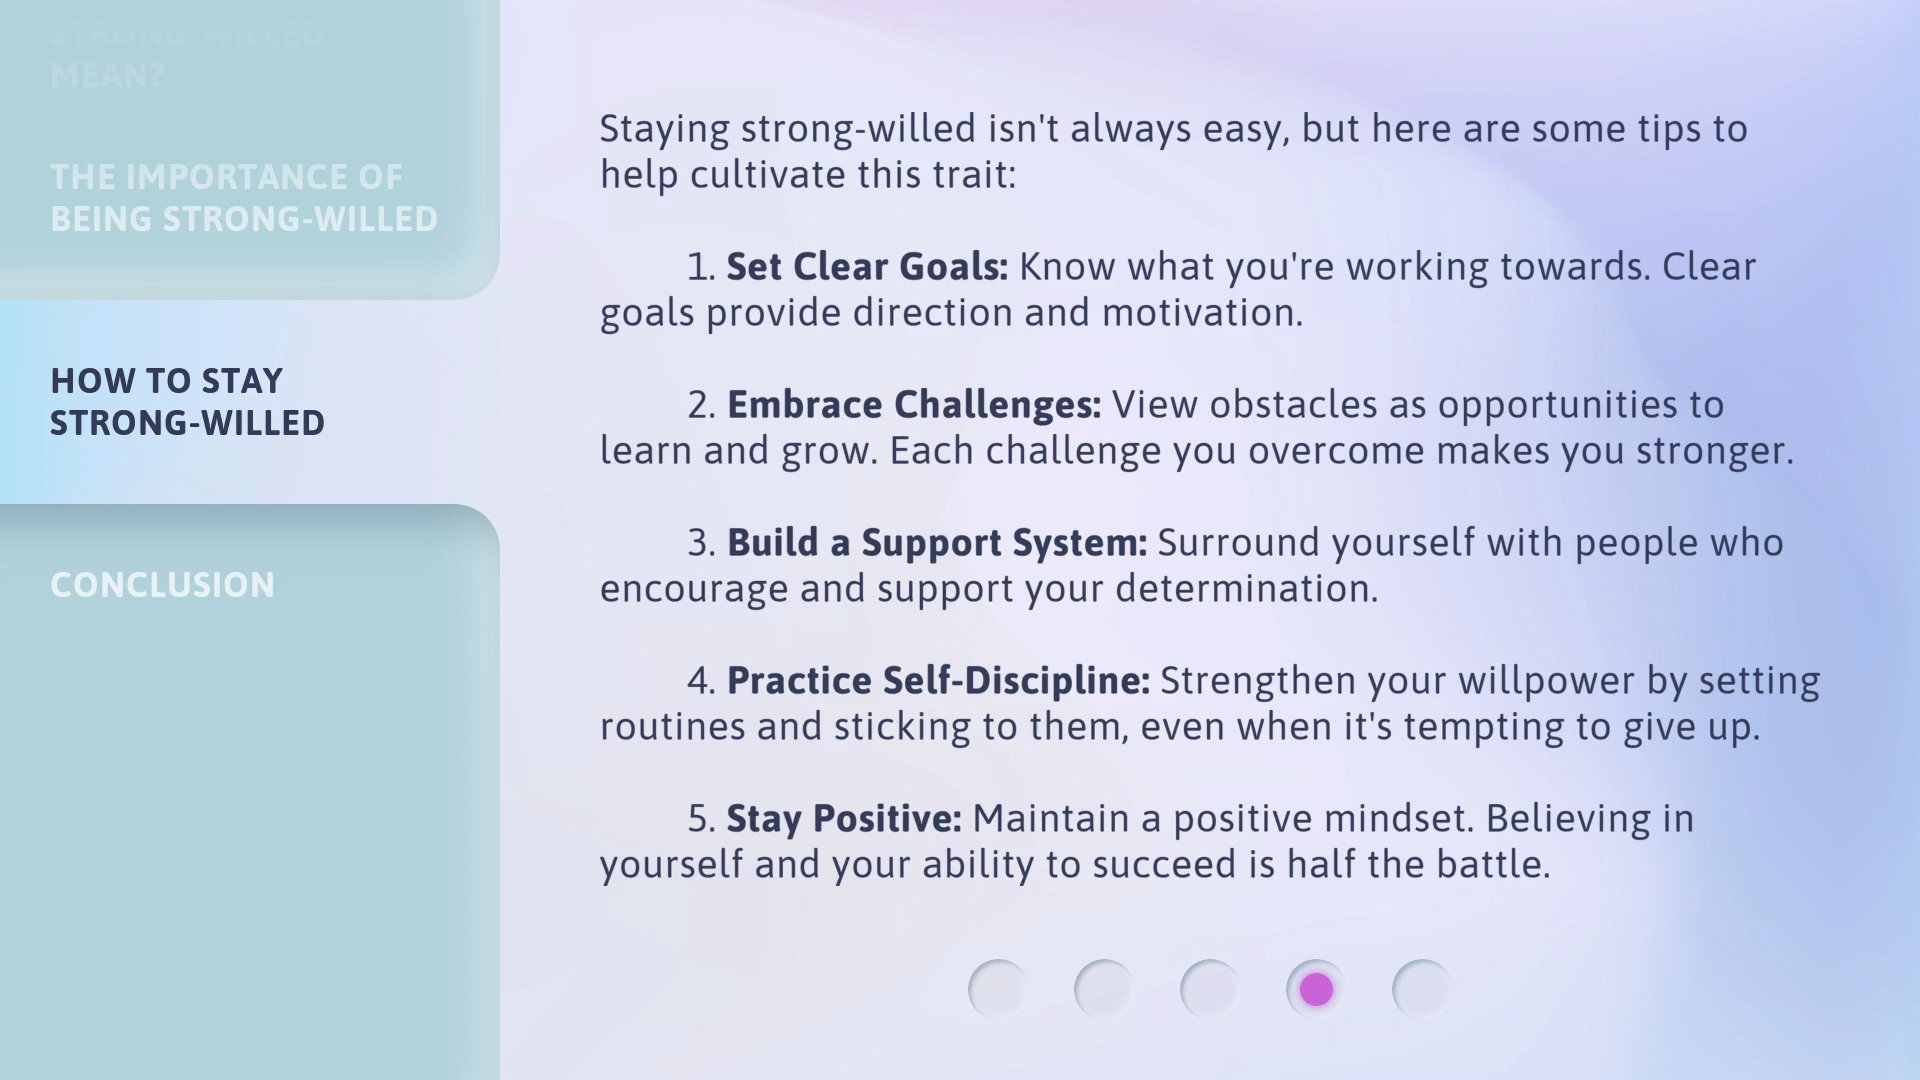 STRONG-WILLED"
MEAN?
THE IMPORTANCE OF
BEING STRONG-WILLED
HOW TO STAY
STRONG-WILLED
CONCLUSION
Staying strong-willed isn't always easy, but here are some tips to
help cultivate this trait:
1. Set Clear Goals: Know what you're working towards. Clear
goals provide direction and motivation.
2. Embrace Challenges: View obstacles as opportunities to
learn and grow. Each challenge you overcome makes you stronger.
3. Build a Support System: Surround yourself with people who
encourage and support your determination.
4. Practice Self-Discipline: Strengthen your willpower by setting
routines and sticking to them, even when it's tempting to give up.
5. Stay Positive: Maintain a positive mindset. Believing in
yourself and your ability to succeed is half the battle.